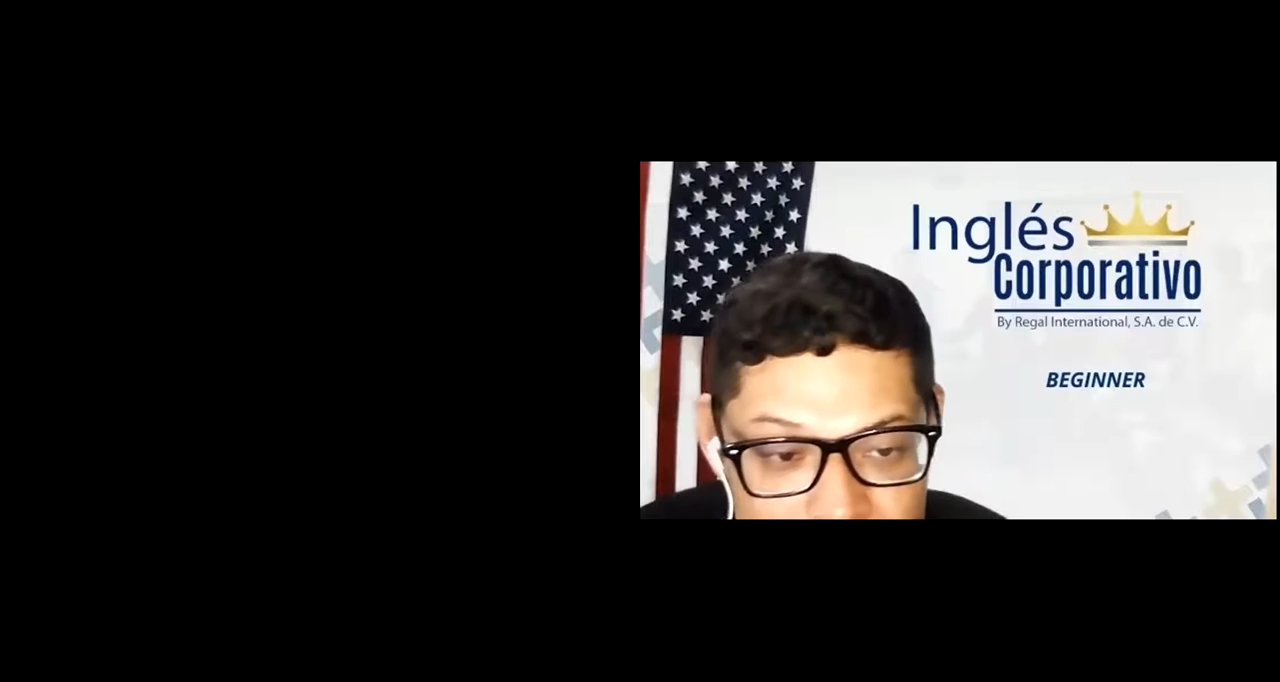 Inglés
Corporativo
By Regal International, S.A. de C.V.
BEGINNER